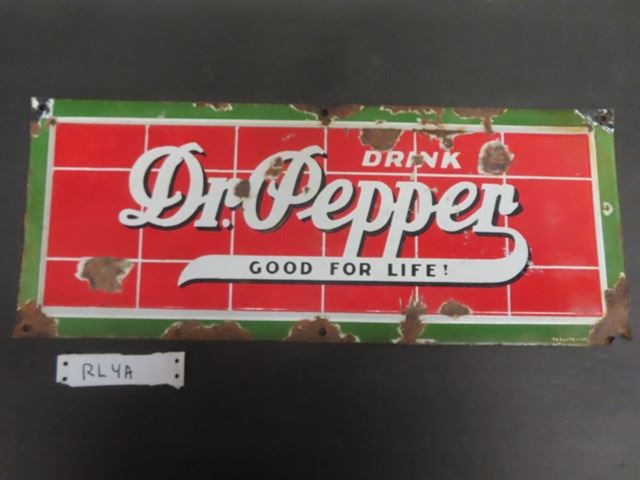 DRINK
Dr. Pepper
GOOD FOR LIFE!
RL4A